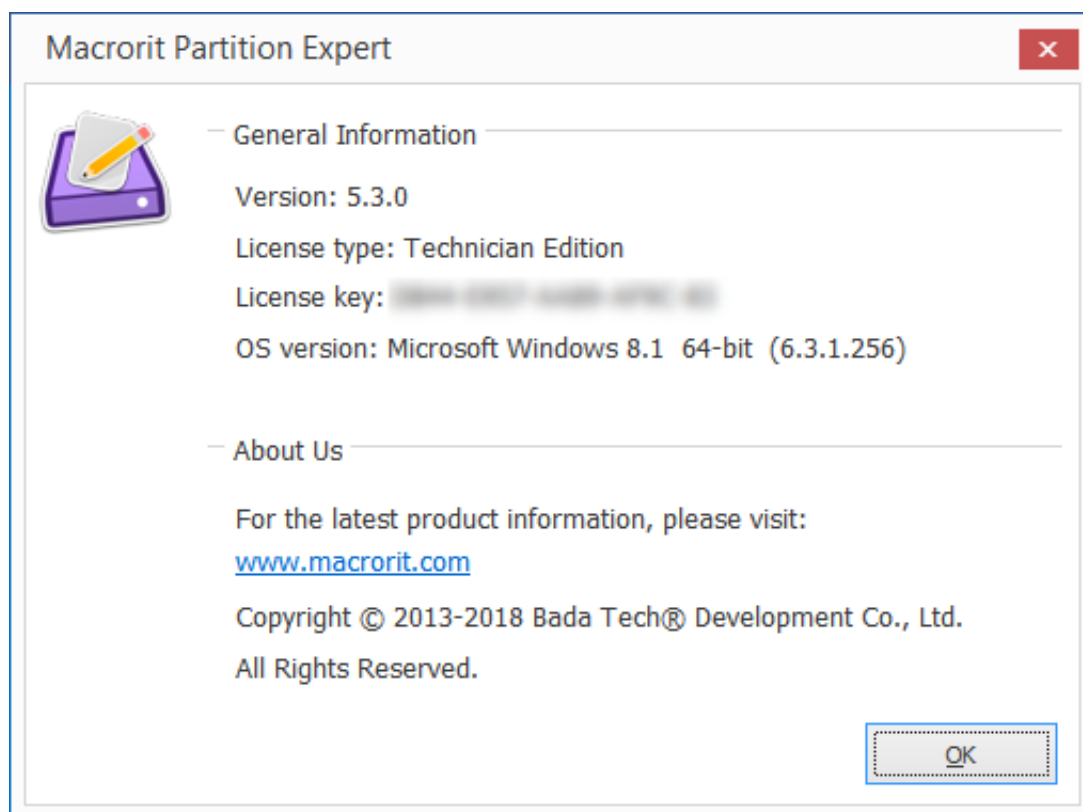 Macrorit Partition Expert
General Information
Version: 5.3.0
License type: Technician Edition
License key:
OS version: Microsoft Windows 8.1  64-bit  (6.3.1.256)
About Us
For the latest product information, please visit:
www.macrorit.com
Copyright © 2013-2018 Bada Tech® Development Co., Ltd.
All Rights Reserved.
OK